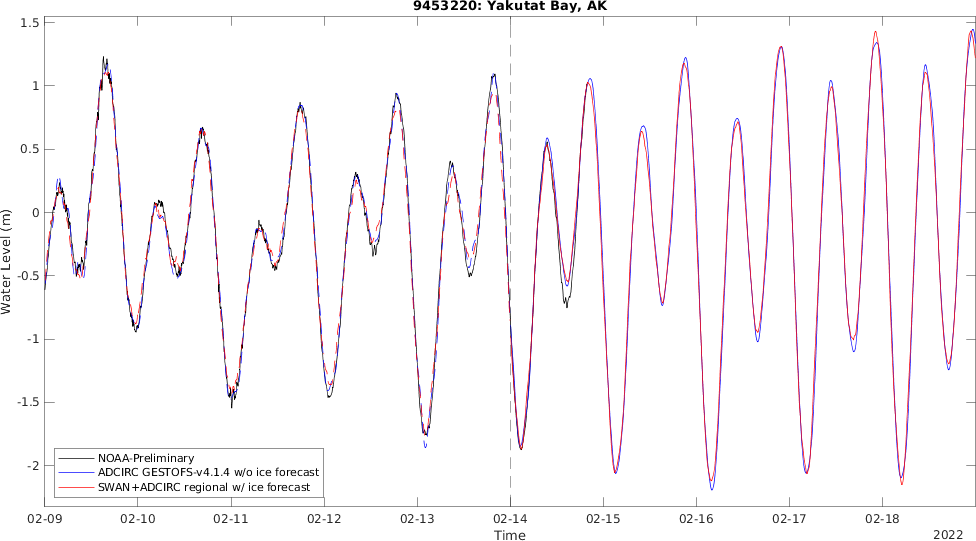 9453220: Yakutat Bay, AK
1.5
1
0.5
0
-0.5
-1
-1.5
-2
Water Level (m)
NOAA-Preliminary
ADCIRC GESTOFS-v4.1.4 w/o ice forecast
SWAN+ADCIRC regional w/ ice forecast
02-09 02-10 02-11 02-12 02-13 02-14 02-15 02-16 02-17 02-18
Time
2022